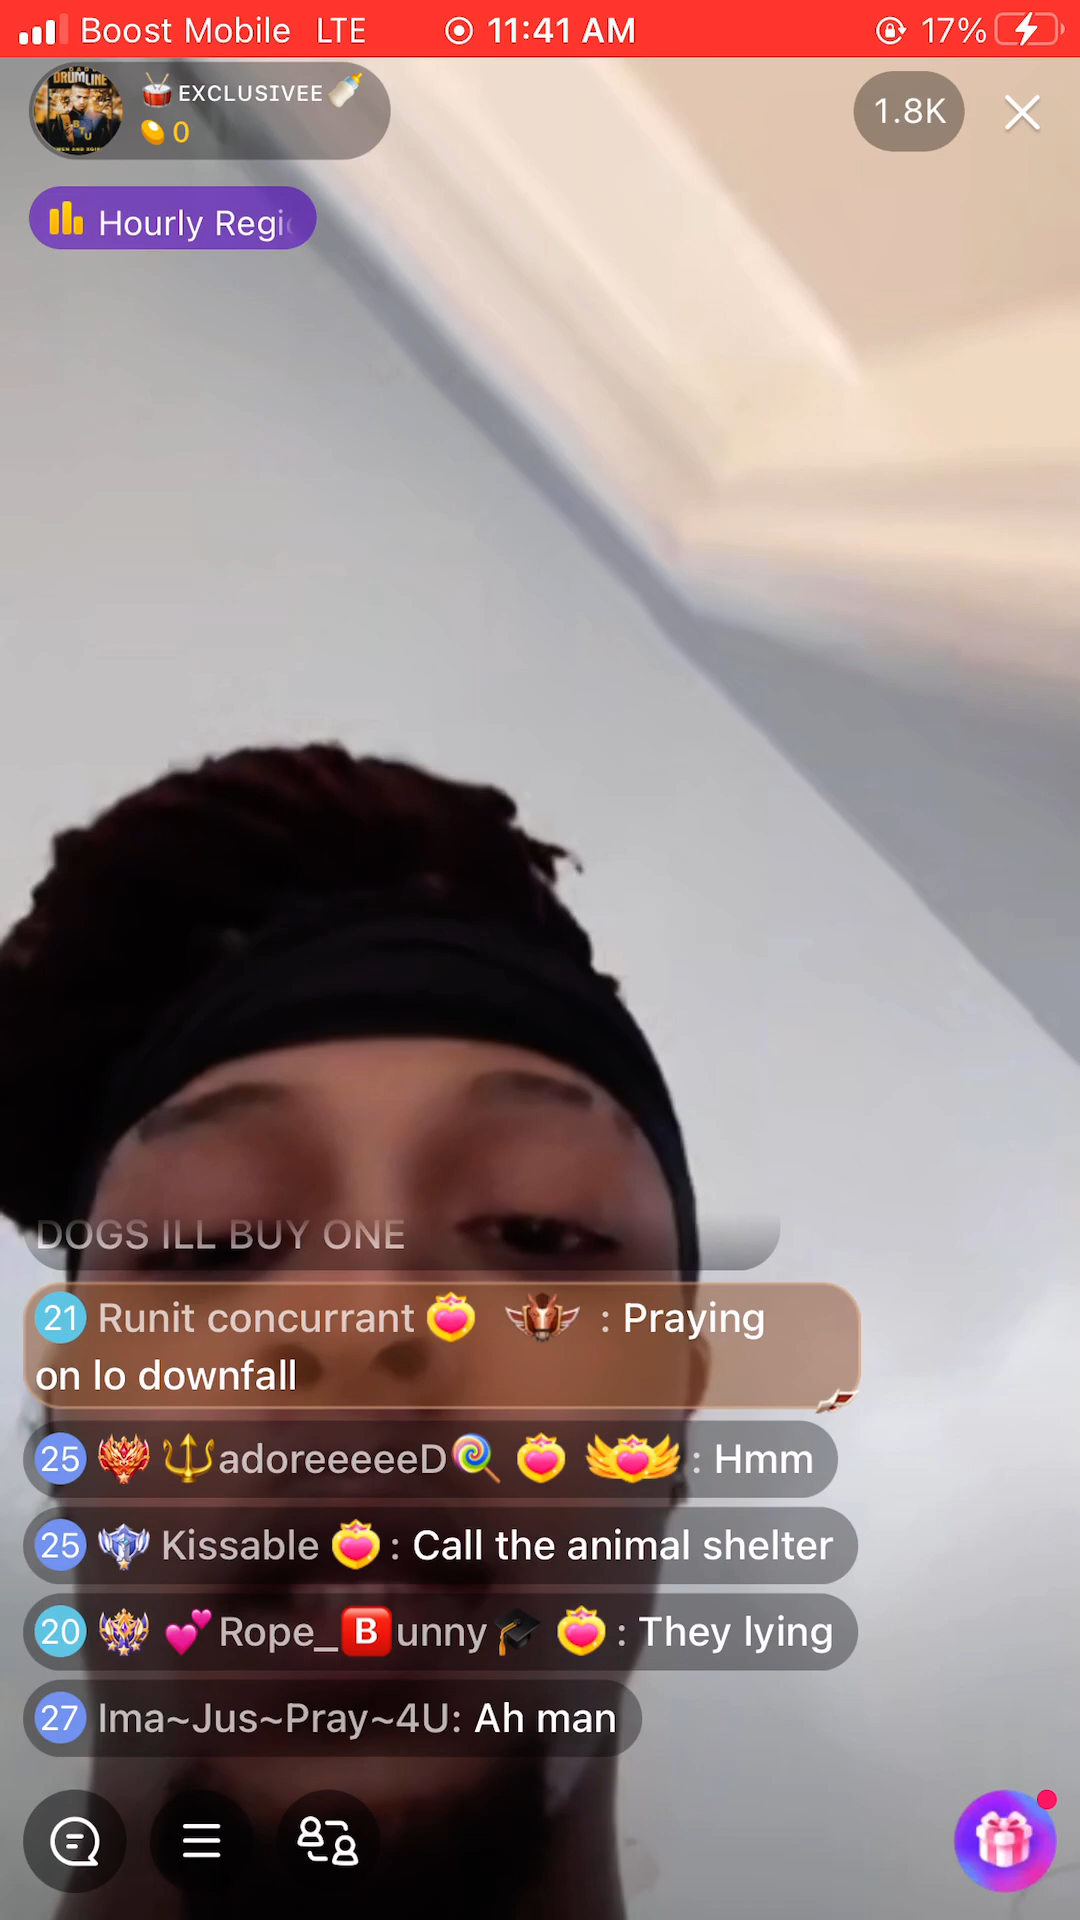 Boost Mobile LTE 11:41 AM 17%
DRUMLINE
EXCLUSIVEE
0
1.8K
Hourly Regi
DOGS ILL BUY ONE
21 Runit concurrant : Praying
on lo downfall
25 adoreeeeeD : Hmm
25 Kissable : Call the animal shelter
20 Rope_Bunny : They lying
27 Ima~Jus~Pray~4U: Ah man